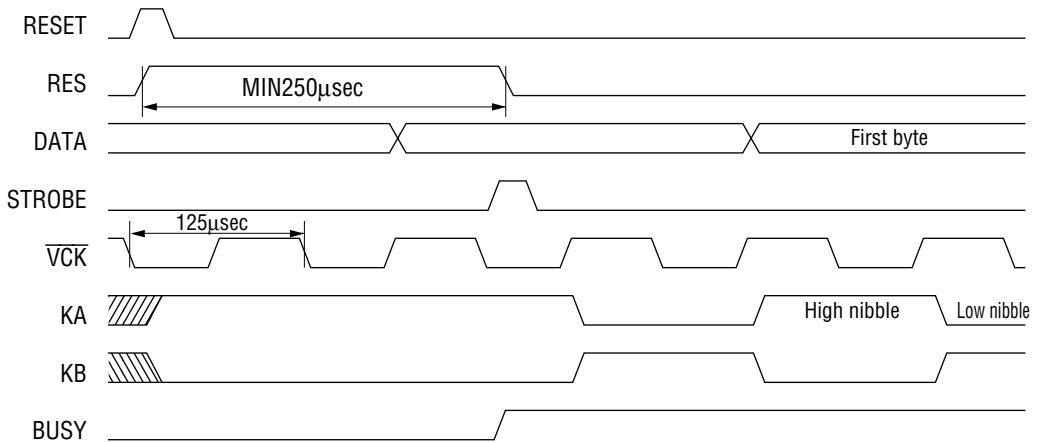 RESET
RES
MIN250μsec
DATA
First byte
STROBE
125μsec
VCK
KA
High nibble
Low nibble
KB
BUSY